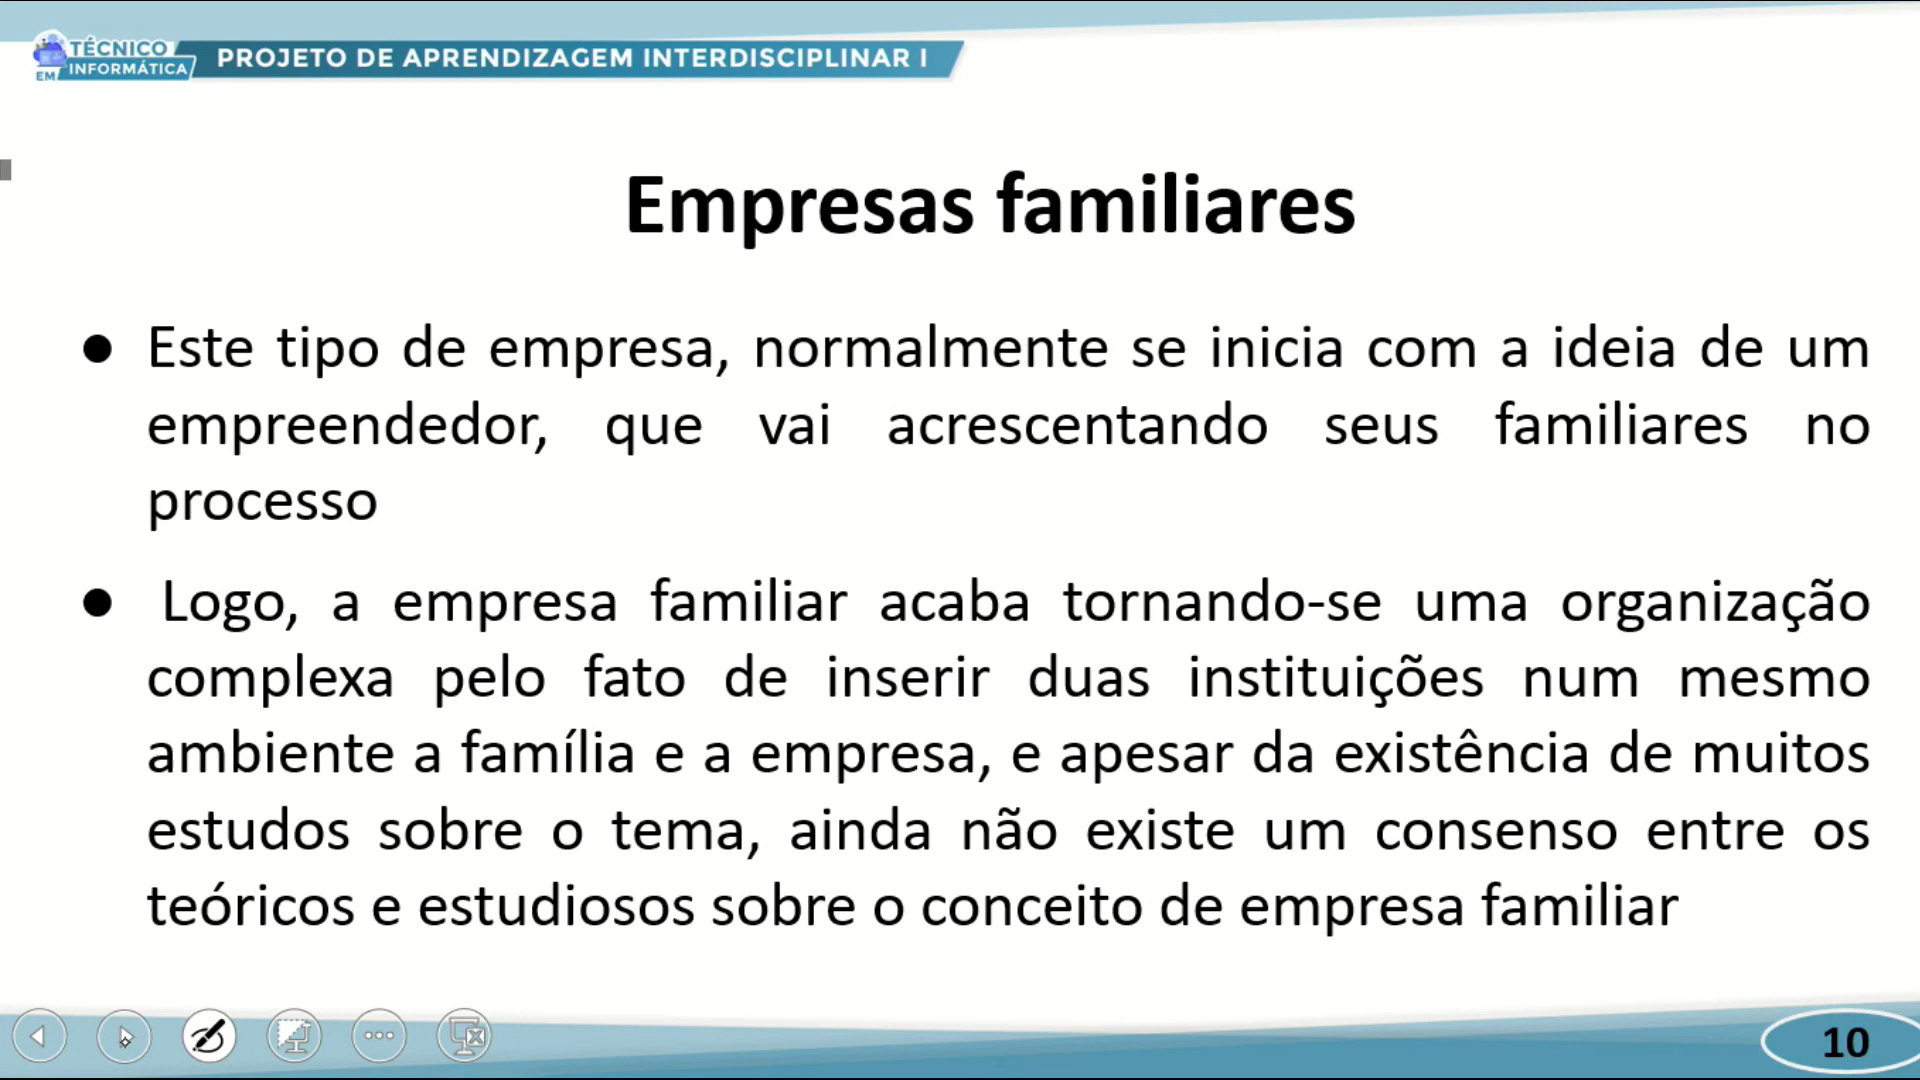 TÉCNICO
EM INFORMÁTICA
PROJETO DE APRENDIZAGEM INTERDISCIPLINAR I
Empresas familiares
● Este tipo de empresa, normalmente se inicia com a ideia de um
empreendedor, que vai acrescentando seus familiares no
processo
● Logo, a empresa familiar acaba tornando-se uma organização
complexa pelo fato de inserir duas instituições num mesmo
ambiente a família e a empresa, e apesar da existência de muitos
estudos sobre o tema, ainda não existe um consenso entre os
teóricos e estudiosos sobre o conceito de empresa familiar
10